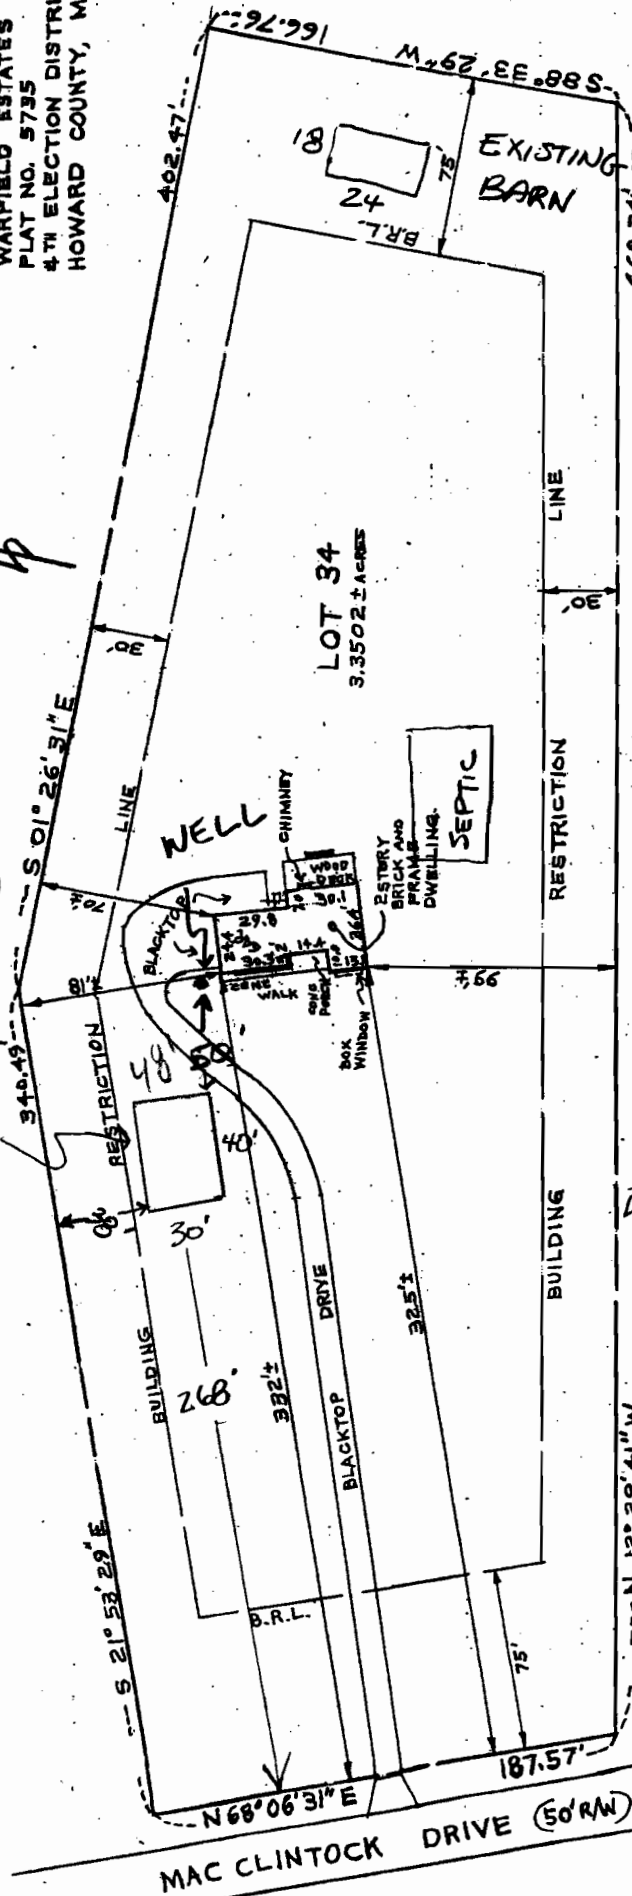 WARFIELD ESTATES
PLAT NO. 5735
4TH ELECTION DISTRI
HOWARD COUNTY, M
166.76'
S 88° 33' 29" W
402.47'
18
24
75'
EXISTING
BARN
B.R.L.
LINE
30'
LOT 34
3.3502 ± ACRES
30'
S 01° 26' 31" E
LINE
RESTRICTION
WELL
CHIMNEY
SEPTIC
2 STORY
BRICK AND
FRAME
DWELLING
WOOD
DECK
70'±
BLACKTOP
29.8
24.4
14.4
30.1
WALK
CONC
PORCH
BOX
WINDOW
99'±
81'
340.49'
RESTRICTION
48'
40'
30'
BUILDING
268'
382'±
DRIVE
BLACKTOP
325'±
BUILDING
S 21° 53' 29" E
B.R.L.
75'
N 68° 06' 31" E
187.57'
MAC CLINTOCK DRIVE (50' R/W)